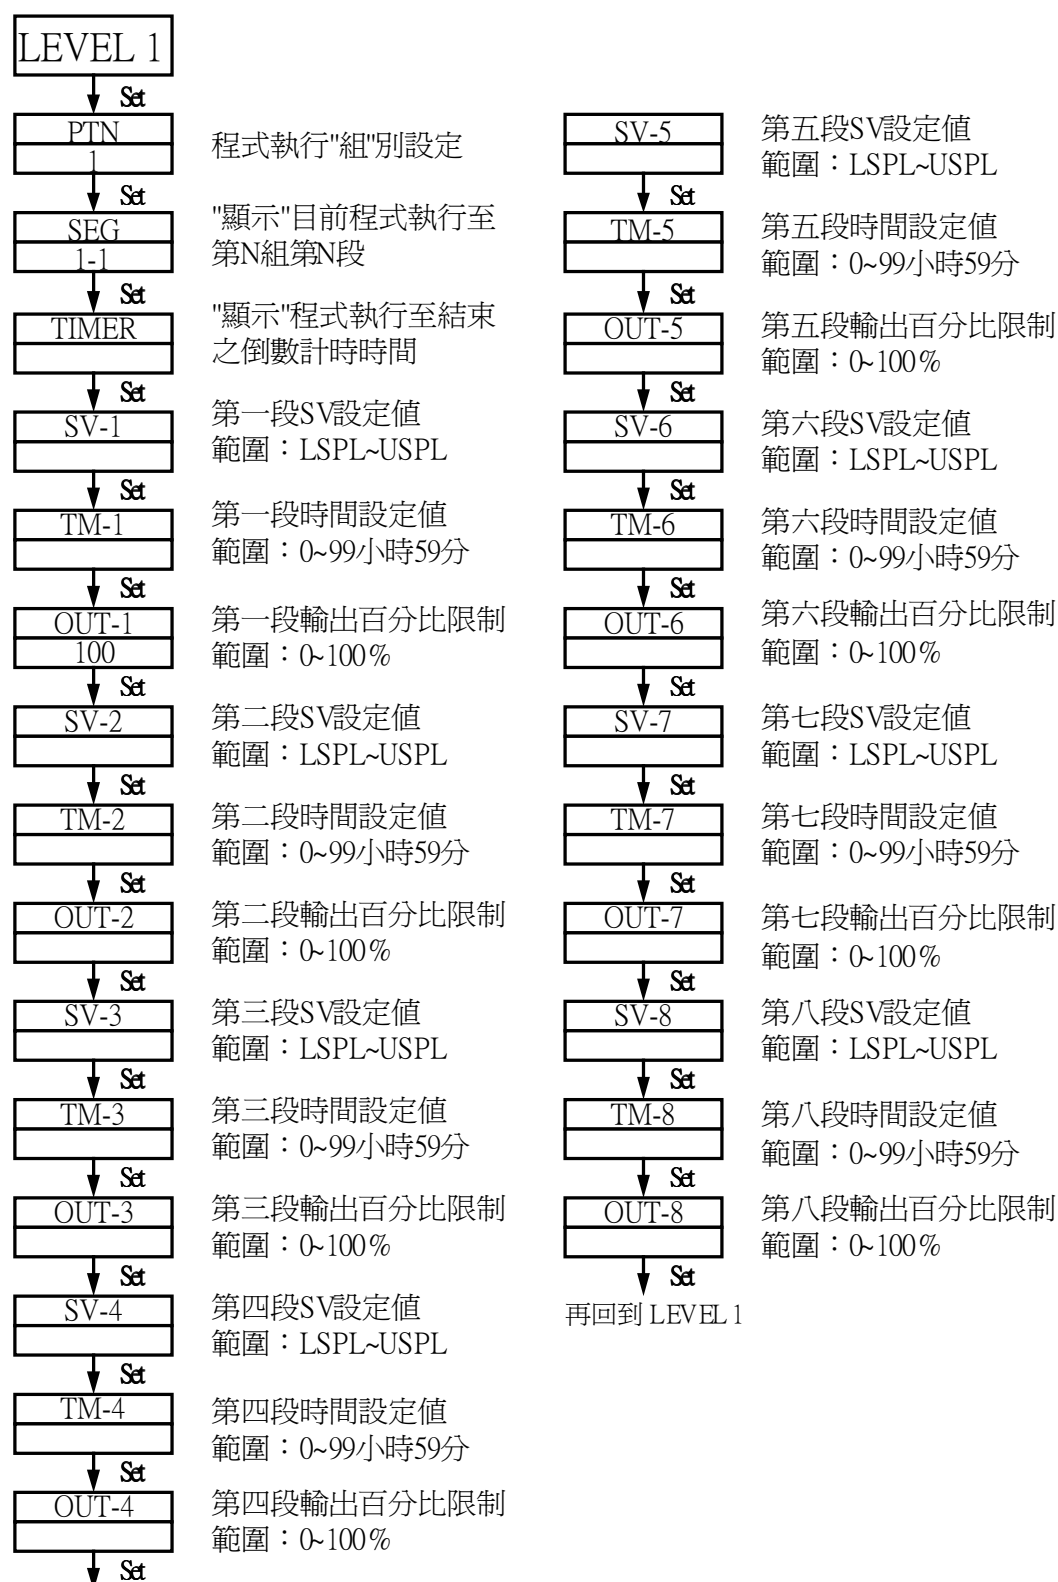 LEVEL 1
Set
PTN
1
程式執行"組"別設定
Set
SEG
1-1
"顯示"目前程式執行至
第N組第N段
Set
TIMER
"顯示"程式執行至結束
之倒數計時時間
Set
SV-1
第一段SV設定值
範圍：LSPL~USPL
Set
TM-1
第一段時間設定值
範圍：0~99小時59分
Set
OUT-1
100
第一段輸出百分比限制
範圍：0~100%
Set
SV-2
第二段SV設定值
範圍：LSPL~USPL
Set
TM-2
第二段時間設定值
範圍：0~99小時59分
Set
OUT-2
第二段輸出百分比限制
範圍：0~100%
Set
SV-3
第三段SV設定值
範圍：LSPL~USPL
Set
TM-3
第三段時間設定值
範圍：0~99小時59分
Set
OUT-3
第三段輸出百分比限制
範圍：0~100%
Set
SV-4
第四段SV設定值
範圍：LSPL~USPL
Set
TM-4
第四段時間設定值
範圍：0~99小時59分
Set
OUT-4
第四段輸出百分比限制
範圍：0~100%
Set
SV-5
第五段SV設定值
範圍：LSPL~USPL
Set
TM-5
第五段時間設定值
範圍：0~99小時59分
Set
OUT-5
第五段輸出百分比限制
範圍：0~100%
Set
SV-6
第六段SV設定值
範圍：LSPL~USPL
Set
TM-6
第六段時間設定值
範圍：0~99小時59分
Set
OUT-6
第六段輸出百分比限制
範圍：0~100%
Set
SV-7
第七段SV設定值
範圍：LSPL~USPL
Set
TM-7
第七段時間設定值
範圍：0~99小時59分
Set
OUT-7
第七段輸出百分比限制
範圍：0~100%
Set
SV-8
第八段SV設定值
範圍：LSPL~USPL
Set
TM-8
第八段時間設定值
範圍：0~99小時59分
Set
OUT-8
第八段輸出百分比限制
範圍：0~100%
Set
再回到 LEVEL 1